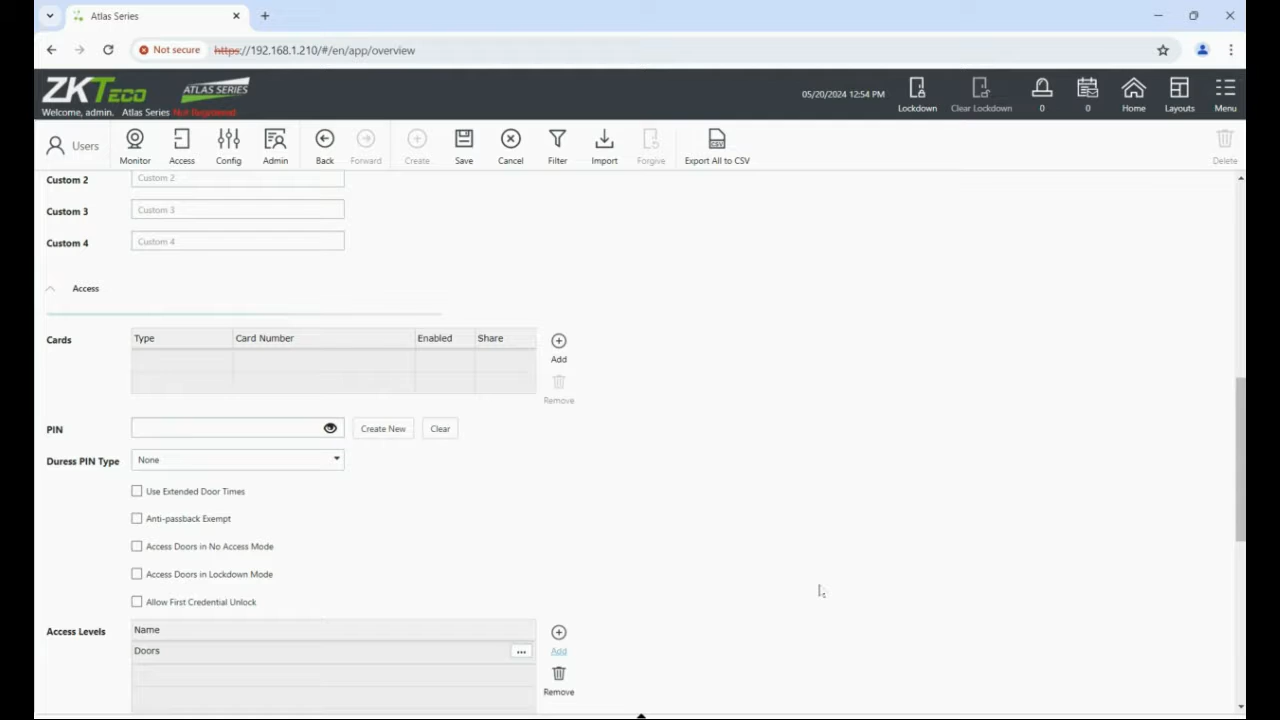 Atlas Series
Not secure
https://192.168.1.210/#/en/app/overview
ZKTeco
ATLAS SERIES
Welcome, admin. Atlas Series Not Registered
05/20/2024 12:54 PM
Lockdown
Clear Lockdown
0
0
Home
Layouts
Menu
Users
Monitor
Access
Config
Admin
Back
Forward
Create
Save
Cancel
Filter
Import
Forgive
CSV
Export All to CSV
Delete
Custom 2 Custom 2
Custom 3 Custom 3
Custom 4 Custom 4
Access
Cards Type Card Number Enabled Share
Add
Remove
PIN Create New Clear
Duress PIN Type None
Use Extended Door Times
Anti-passback Exempt
Access Doors in No Access Mode
Access Doors in Lockdown Mode
Allow First Credential Unlock
Access Levels Name
Doors ...
Add
Remove